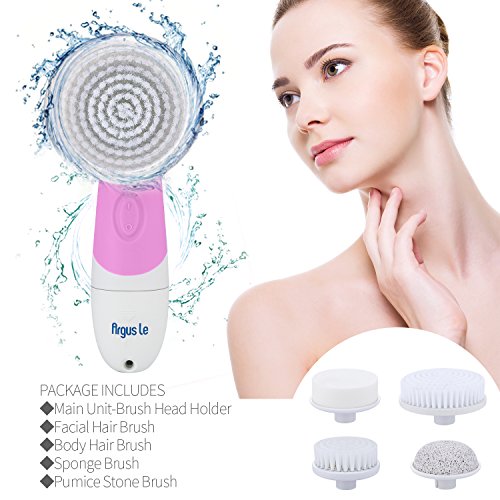 Argus Le
PACKAGE INCLUDES
◆Main Unit-Brush Head Holder
◆Facial Hair Brush
◆Body Hair Brush
◆Sponge Brush
◆Pumice Stone Brush